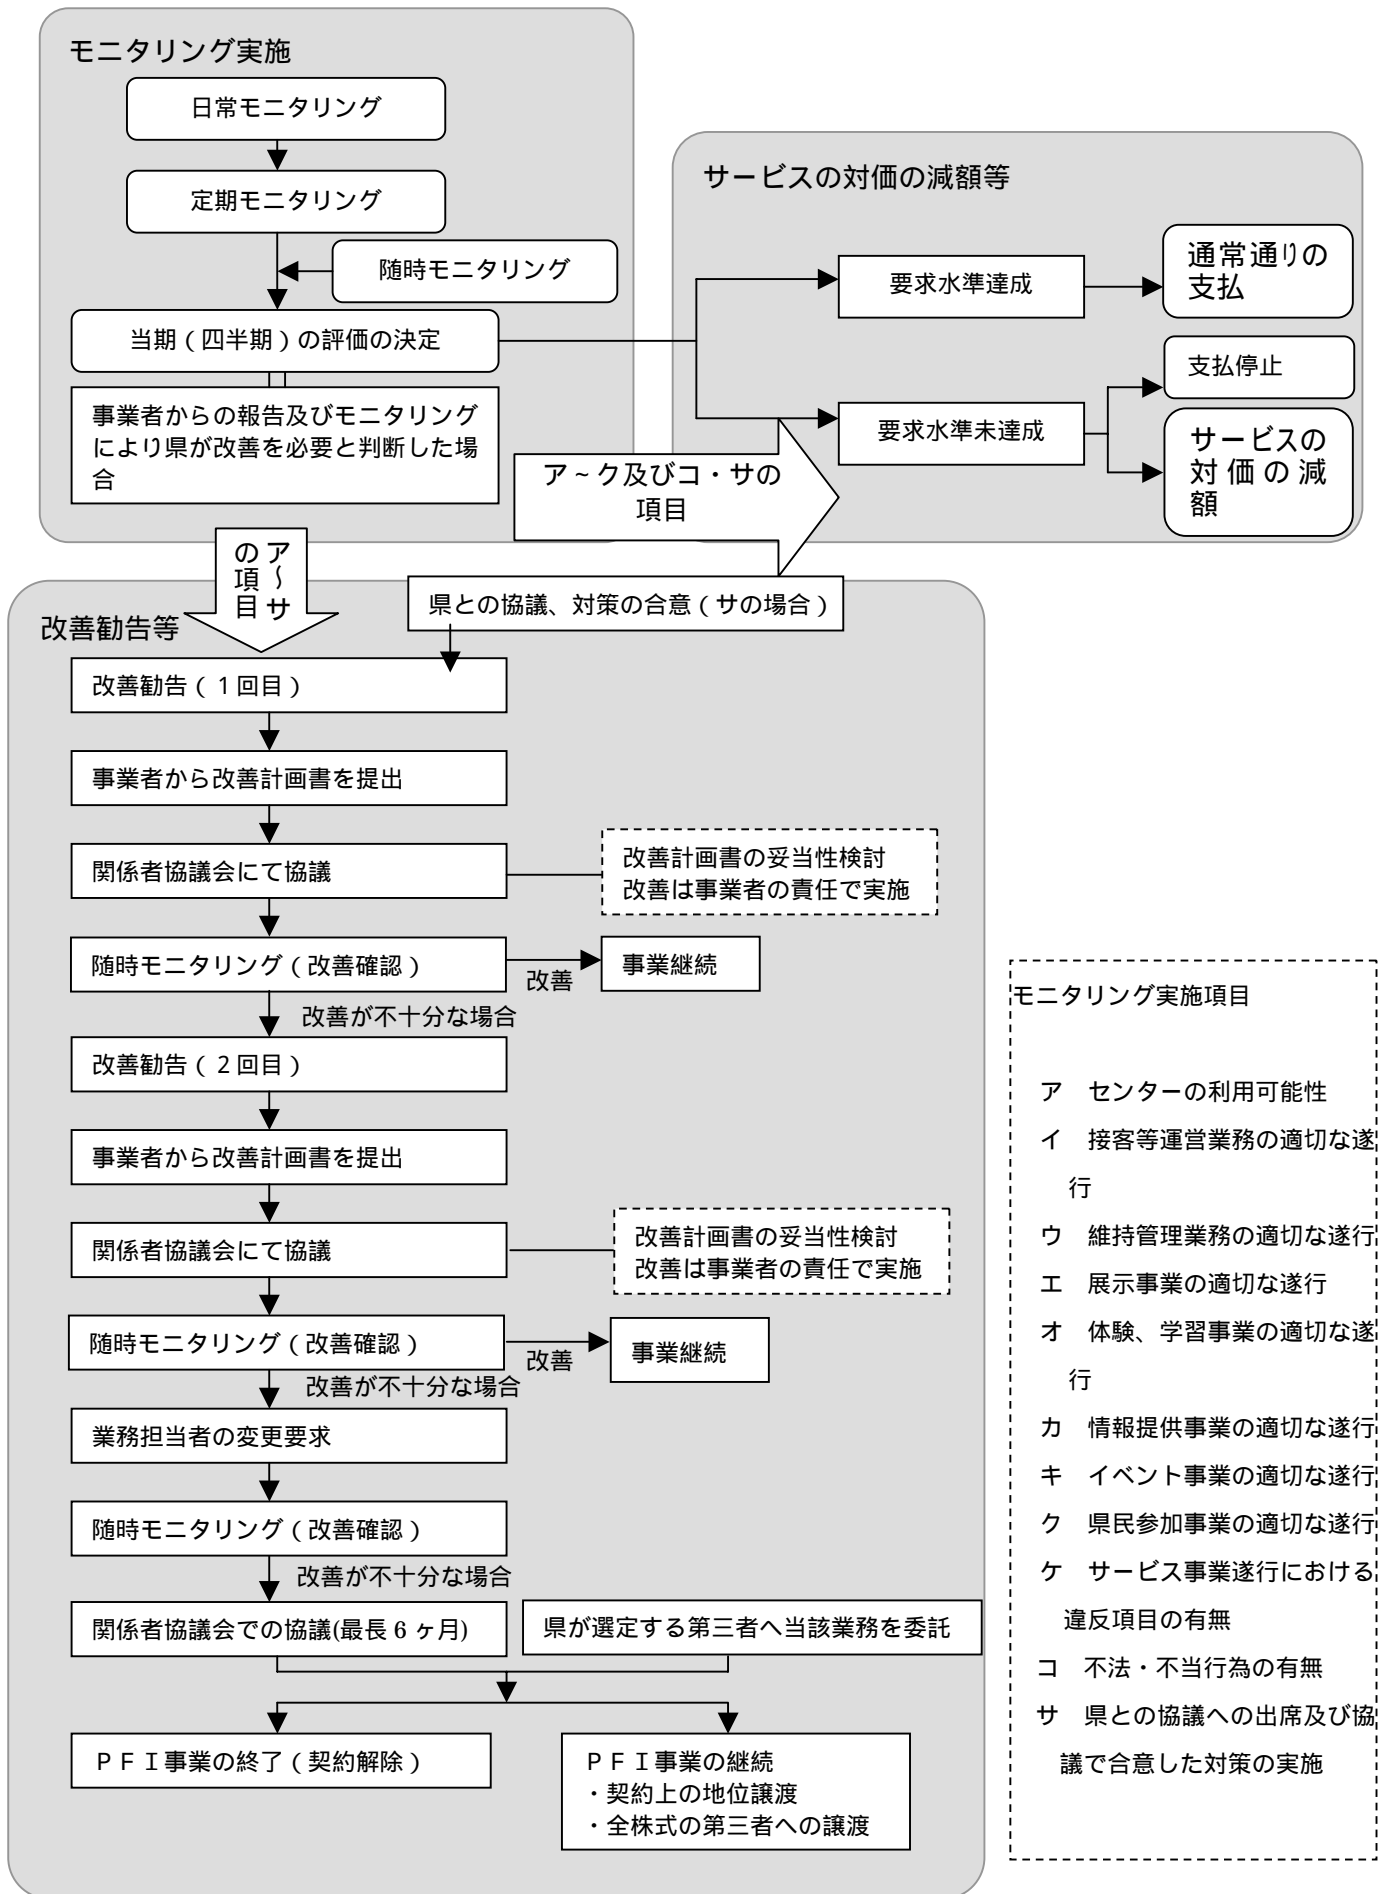 モニタリング実施
日常モニタリング
定期モニタリング
随時モニタリング
当期(四半期)の評価の決定
事業者からの報告及びモニタリング
により県が改善を必要と判断した場
合
サービスの対価の減額等
要求水準達成
通常通りの
支払
要求水準未達成
支払停止
サービスの
対価の減
額
ア~ク及びコ・サの
項目
ア~サ
の項目
改善勧告等
県との協議、対策の合意(サの場合)
改善勧告(1回目)
事業者から改善計画書を提出
関係者協議会にて協議
改善計画書の妥当性検討
改善は事業者の責任で実施
随時モニタリング(改善確認)
改善
事業継続
改善が不十分な場合
改善勧告(2回目)
事業者から改善計画書を提出
関係者協議会にて協議
改善計画書の妥当性検討
改善は事業者の責任で実施
随時モニタリング(改善確認)
改善
事業継続
改善が不十分な場合
業務担当者の変更要求
随時モニタリング(改善確認)
改善が不十分な場合
関係者協議会での協議(最長6ヶ月)
県が選定する第三者へ当該業務を委託
PFI事業の終了(契約解除)
PFI事業の継続
・契約上の地位譲渡
・全株式の第三者への譲渡
モニタリング実施項目
ア センターの利用可能性
イ 接客等運営業務の適切な遂
行
ウ 維持管理業務の適切な遂行
エ 展示事業の適切な遂行
オ 体験、学習事業の適切な遂
行
カ 情報提供事業の適切な遂行
キ イベント事業の適切な遂行
ク 県民参加事業の適切な遂行
ケ サービス事業遂行における
違反項目の有無
コ 不法・不当行為の有無
サ 県との協議への出席及び協
議で合意した対策の実施